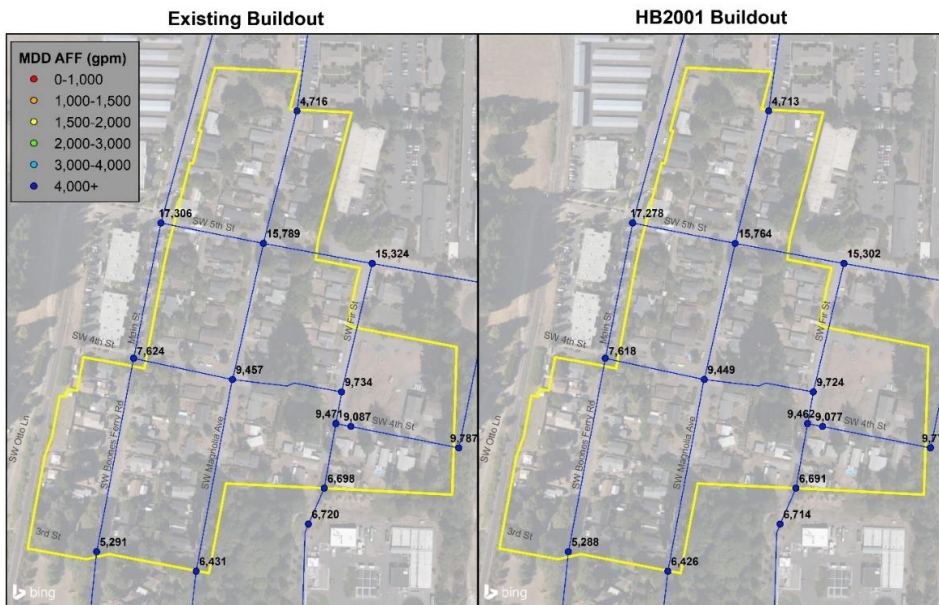 Existing Buildout
HB2001 Buildout
MDD AFF (gpm)
0-1,000
1,000-1,500
1,500-2,000
2,000-3,000
3,000-4,000
4,000+
4,716
17,306
SW 5th St
15,789
15,324
SW Fir St
Main St
SW 4th St
7,624
9,457
9,734
9,471
9,087
SW 4th St
9,787
SW Otto Ln
SW Boones Ferry Rd
SW Magnolia Ave
6,698
6,720
3rd St
5,291
6,431
bing
4,713
17,278
SW 5th St
15,764
15,302
SW Fir St
Main St
SW 4th St
7,618
9,449
9,724
9,462
9,077
SW 4th St
SW Otto Ln
SW Boones Ferry Rd
SW Magnolia Ave
6,691
6,714
3rd St
5,288
6,426
bing